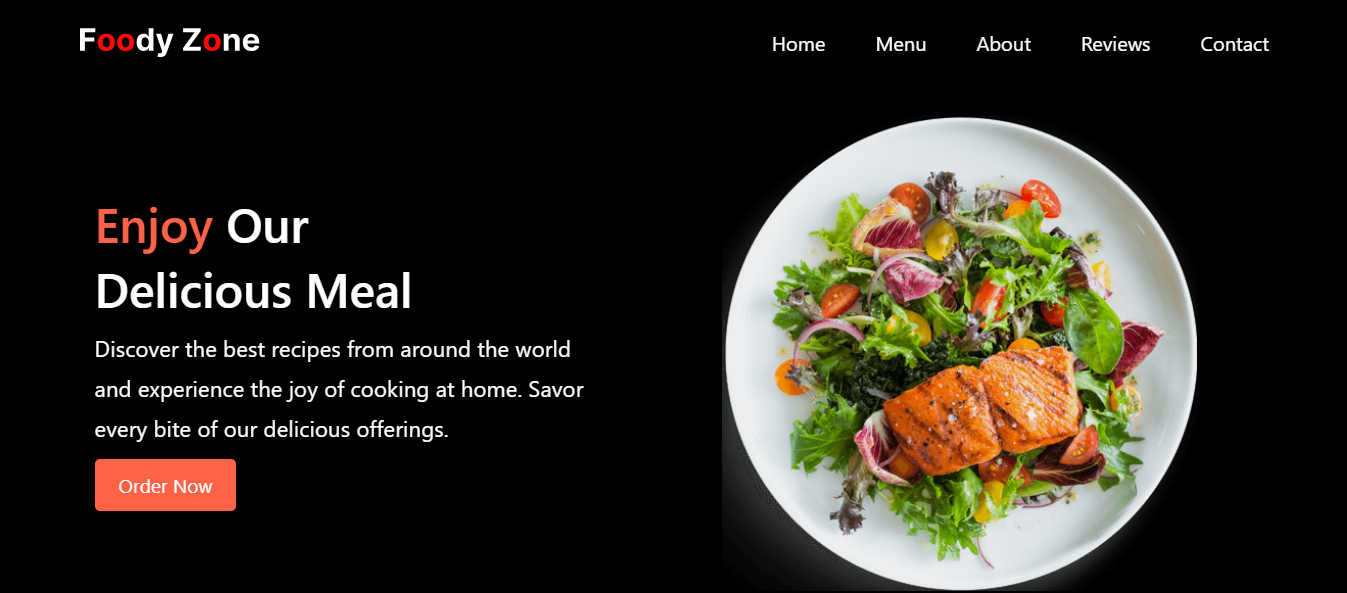 Foody Zone
Home Menu About Reviews Contact
Enjoy Our
Delicious Meal
Discover the best recipes from around the world
and experience the joy of cooking at home. Savor
every bite of our delicious offerings.
Order Now